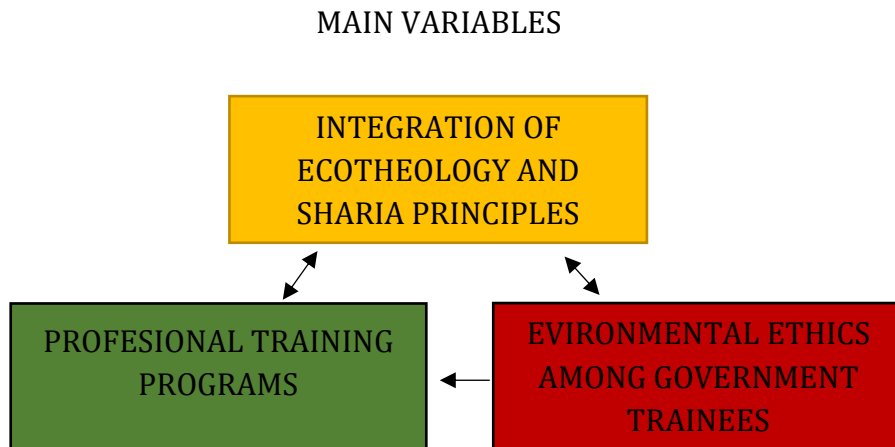 MAIN VARIABLES
INTEGRATION OF
ECOTHEOLOGY AND
SHARIA PRINCIPLES
PROFESIONAL TRAINING
PROGRAMS
EVIRONMENTAL ETHICS
AMONG GOVERNMENT
TRAINEES